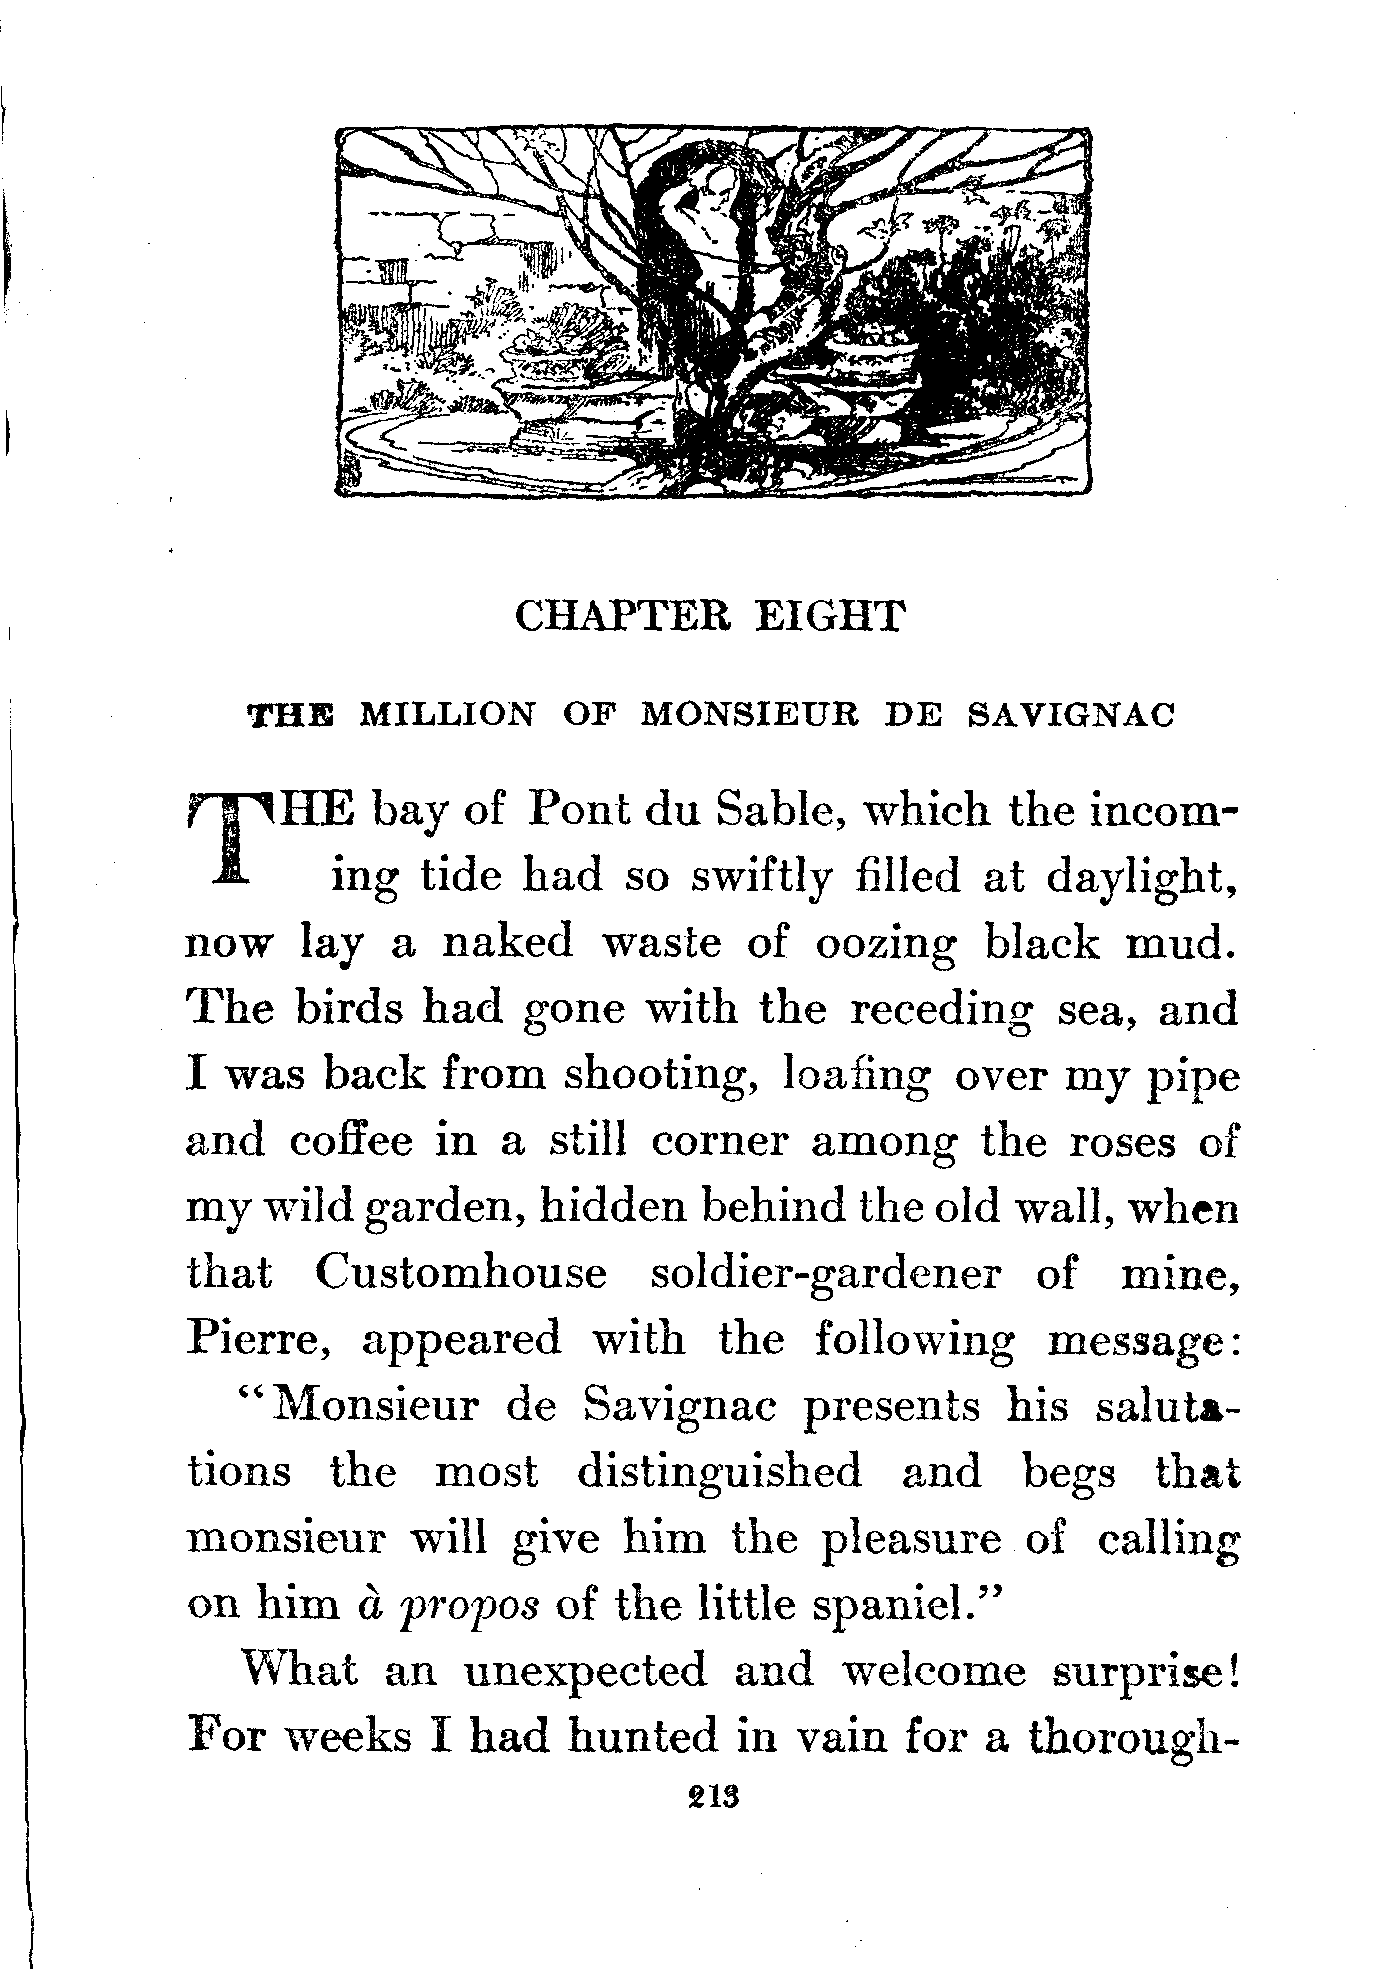 CHAPTER EIGHT
THE MILLION OF MONSIEUR DE SAVIGNAC
THE bay of Pont du Sable, which the incom-
ing tide had so swiftly filled at daylight,
now lay a naked waste of oozing black mud.
The birds had gone with the receding sea, and
I was back from shooting, loafing over my pipe
and coffee in a still corner among the roses of
my wild garden, hidden behind the old wall, when
that Customhouse soldier-gardener of mine,
Pierre, appeared with the following message:
“Monsieur de Savignac presents his saluta-
tions the most distinguished and begs that
monsieur will give him the pleasure of calling
on him à propos of the little spaniel.”
What an unexpected and welcome surprise!
For weeks I had hunted in vain for a thorough-
213